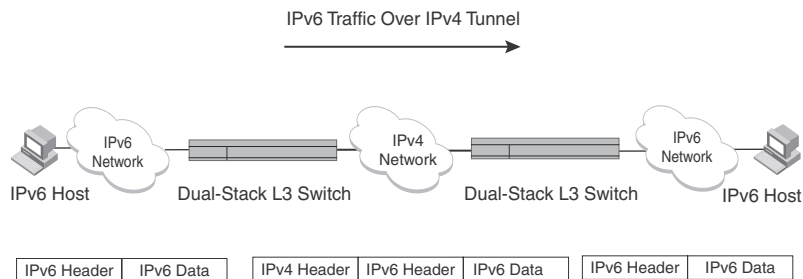 IPv6 Traffic Over IPv4 Tunnel
IPv6
Network
IPv4
Network
IPv6
Network
IPv6 Host
Dual-Stack L3 Switch
Dual-Stack L3 Switch
IPv6 Host
IPv6 Header IPv6 Data
IPv4 Header IPv6 Header IPv6 Data
IPv6 Header IPv6 Data